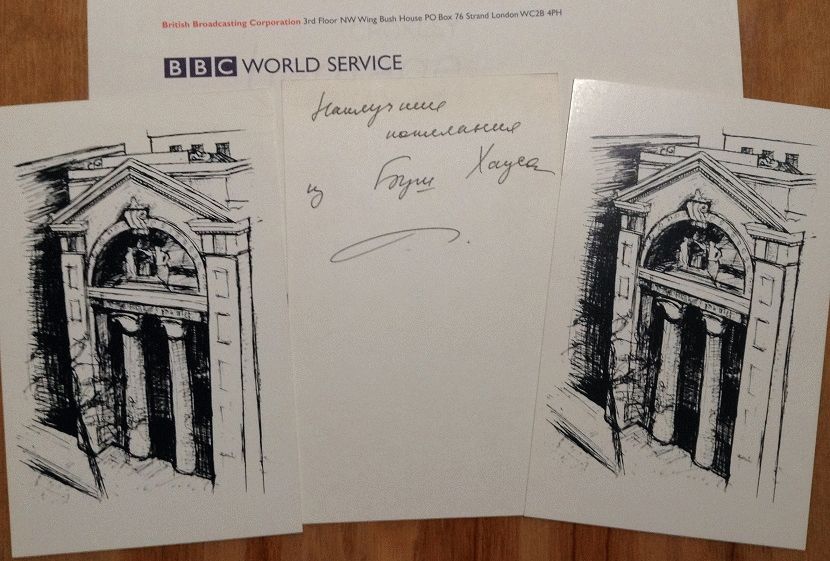 British Broadcasting Corporation 3rd Floor NW Wing Bush House PO Box 76 Strand London WC2B 4PH
BBC WORLD SERVICE
Наилучшие
пожелания
из Буш Хауса